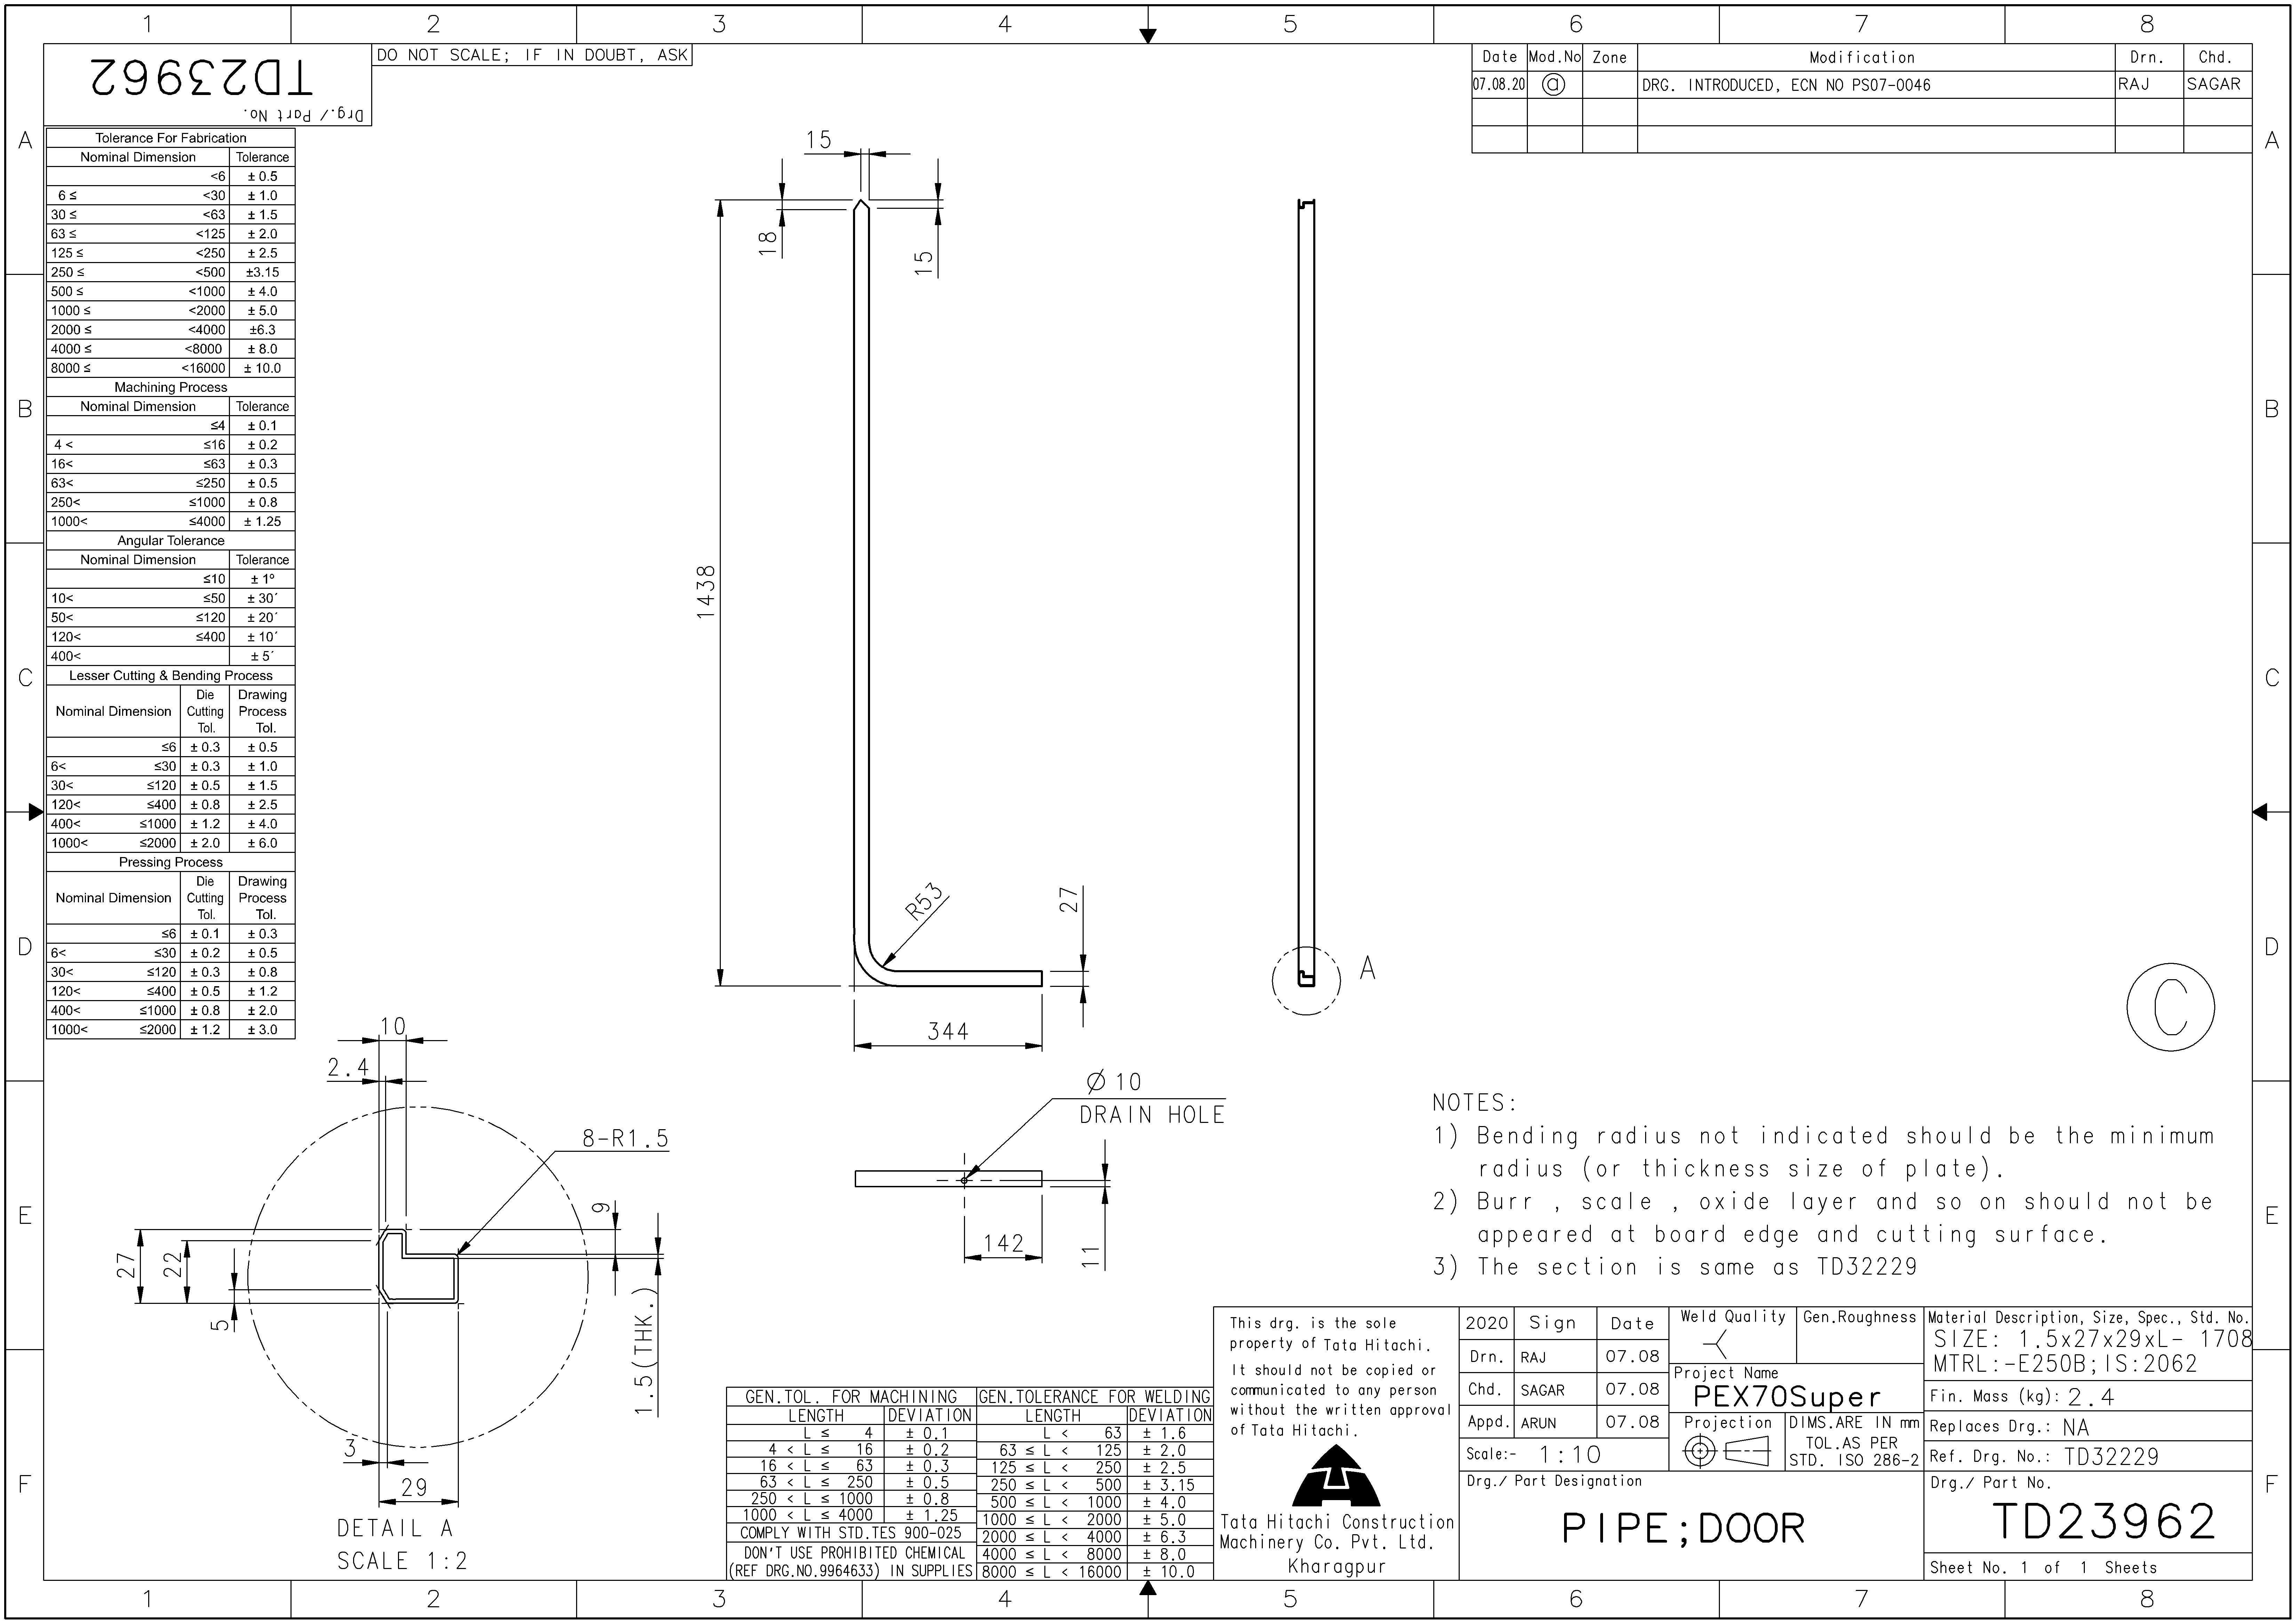 1 2 3 4 5 6 7 8
DO NOT SCALE; IF IN DOUBT, ASK
TD23962
Drg./ Part No.
Date Mod.No Zone Modification Drn. Chd.
07.08.20 a DRG. INTRODUCED, ECN NO PS07-0046 RAJ SAGAR
A A
B B
C C
D D
E E
F F
Tolerance For Fabrication
Nominal Dimension Tolerance
<6 ± 0.5
6 ≤ <30 ± 1.0
30 ≤ <63 ± 1.5
63 ≤ <125 ± 2.0
125 ≤ <250 ± 2.5
250 ≤ <500 ±3.15
500 ≤ <1000 ± 4.0
1000 ≤ <2000 ± 5.0
2000 ≤ <4000 ±6.3
4000 ≤ <8000 ± 8.0
8000 ≤ <16000 ± 10.0
Machining Process
Nominal Dimension Tolerance
≤4 ± 0.1
4 < ≤16 ± 0.2
16< ≤63 ± 0.3
63< ≤250 ± 0.5
250< ≤1000 ± 0.8
1000< ≤4000 ± 1.25
Angular Tolerance
Nominal Dimension Tolerance
≤10 ± 1º
10< ≤50 ± 30´
50< ≤120 ± 20´
120< ≤400 ± 10´
400< ± 5´
Lesser Cutting & Bending Process
Nominal Dimension Die Cutting Tol. Drawing Process Tol.
≤6 ± 0.3 ± 0.5
6< ≤30 ± 0.3 ± 1.0
30< ≤120 ± 0.5 ± 1.5
120< ≤400 ± 0.8 ± 2.5
400< ≤1000 ± 1.2 ± 4.0
1000< ≤2000 ± 2.0 ± 6.0
Pressing Process
Nominal Dimension Die Cutting Tol. Drawing Process Tol.
≤6 ± 0.1 ± 0.3
6< ≤30 ± 0.2 ± 0.5
30< ≤120 ± 0.3 ± 0.8
120< ≤400 ± 0.5 ± 1.2
400< ≤1000 ± 0.8 ± 2.0
1000< ≤2000 ± 1.2 ± 3.0
15
18
15
1438
R53
27
344
A
C
Ø10
DRAIN HOLE
142
11
10
2.4
8-R1.5
9
27
22
5
1.5(THK.)
3
29
DETAIL A
SCALE 1:2
NOTES:
1) Bending radius not indicated should be the minimum
radius (or thickness size of plate).
2) Burr , scale , oxide layer and so on should not be
appeared at board edge and cutting surface.
3) The section is same as TD32229
GEN.TOL. FOR MACHINING
LENGTH DEVIATION
L ≤ 4 ± 0.1
4 < L ≤ 16 ± 0.2
16 < L ≤ 63 ± 0.3
63 < L ≤ 250 ± 0.5
250 < L ≤ 1000 ± 0.8
1000 < L ≤ 4000 ± 1.25
COMPLY WITH STD.TES 900-025
DON'T USE PROHIBITED CHEMICAL
(REF DRG.NO.9964633) IN SUPPLIES
GEN.TOLERANCE FOR WELDING
LENGTH DEVIATION
L < 63 ± 1.6
63 ≤ L < 125 ± 2.0
125 ≤ L < 250 ± 2.5
250 ≤ L < 500 ± 3.15
500 ≤ L < 1000 ± 4.0
1000 ≤ L < 2000 ± 5.0
2000 ≤ L < 4000 ± 6.3
4000 ≤ L < 8000 ± 8.0
8000 ≤ L < 16000 ± 10.0
This drg. is the sole
property of Tata Hitachi.
It should not be copied or
communicated to any person
without the written approval
of Tata Hitachi.
Tata Hitachi Construction
Machinery Co. Pvt. Ltd.
Kharagpur
2020 Sign Date
Drn. RAJ 07.08
Chd. SAGAR 07.08
Appd. ARUN 07.08
Scale:- 1:10
Weld Quality Gen.Roughness
Project Name
PEX70Super
Projection
DIMS.ARE IN mm
TOL.AS PER
STD. ISO 286-2
Material Description, Size, Spec., Std. No.
SIZE: 1.5x27x29xL- 1708
MTRL:-E250B;IS:2062
Fin. Mass (kg): 2.4
Replaces Drg.: NA
Ref. Drg. No.: TD32229
Drg./ Part Designation
PIPE;DOOR
Drg./ Part No.
TD23962
Sheet No. 1 of 1 Sheets
1 2 3 4 5 6 7 8